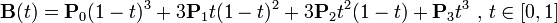 B(t) = P₀(1 − t)³ + 3P₁t(1 − t)² + 3P₂t²(1 − t) + P₃t³ , t ∈ [0, 1]